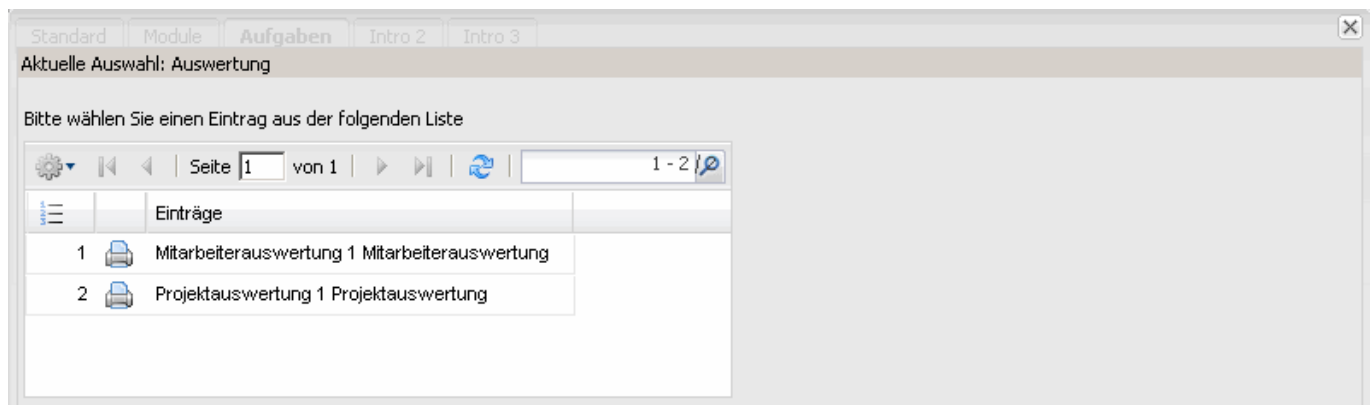 Standard Module Aufgaben Intro 2 Intro 3
Aktuelle Auswahl: Auswertung
Bitte wählen Sie einen Eintrag aus der folgenden Liste
Seite 1 von 1 1 - 2 /
Einträge
1 Mitarbeiterauswertung 1 Mitarbeiterauswertung
2 Projektauswertung 1 Projektauswertung